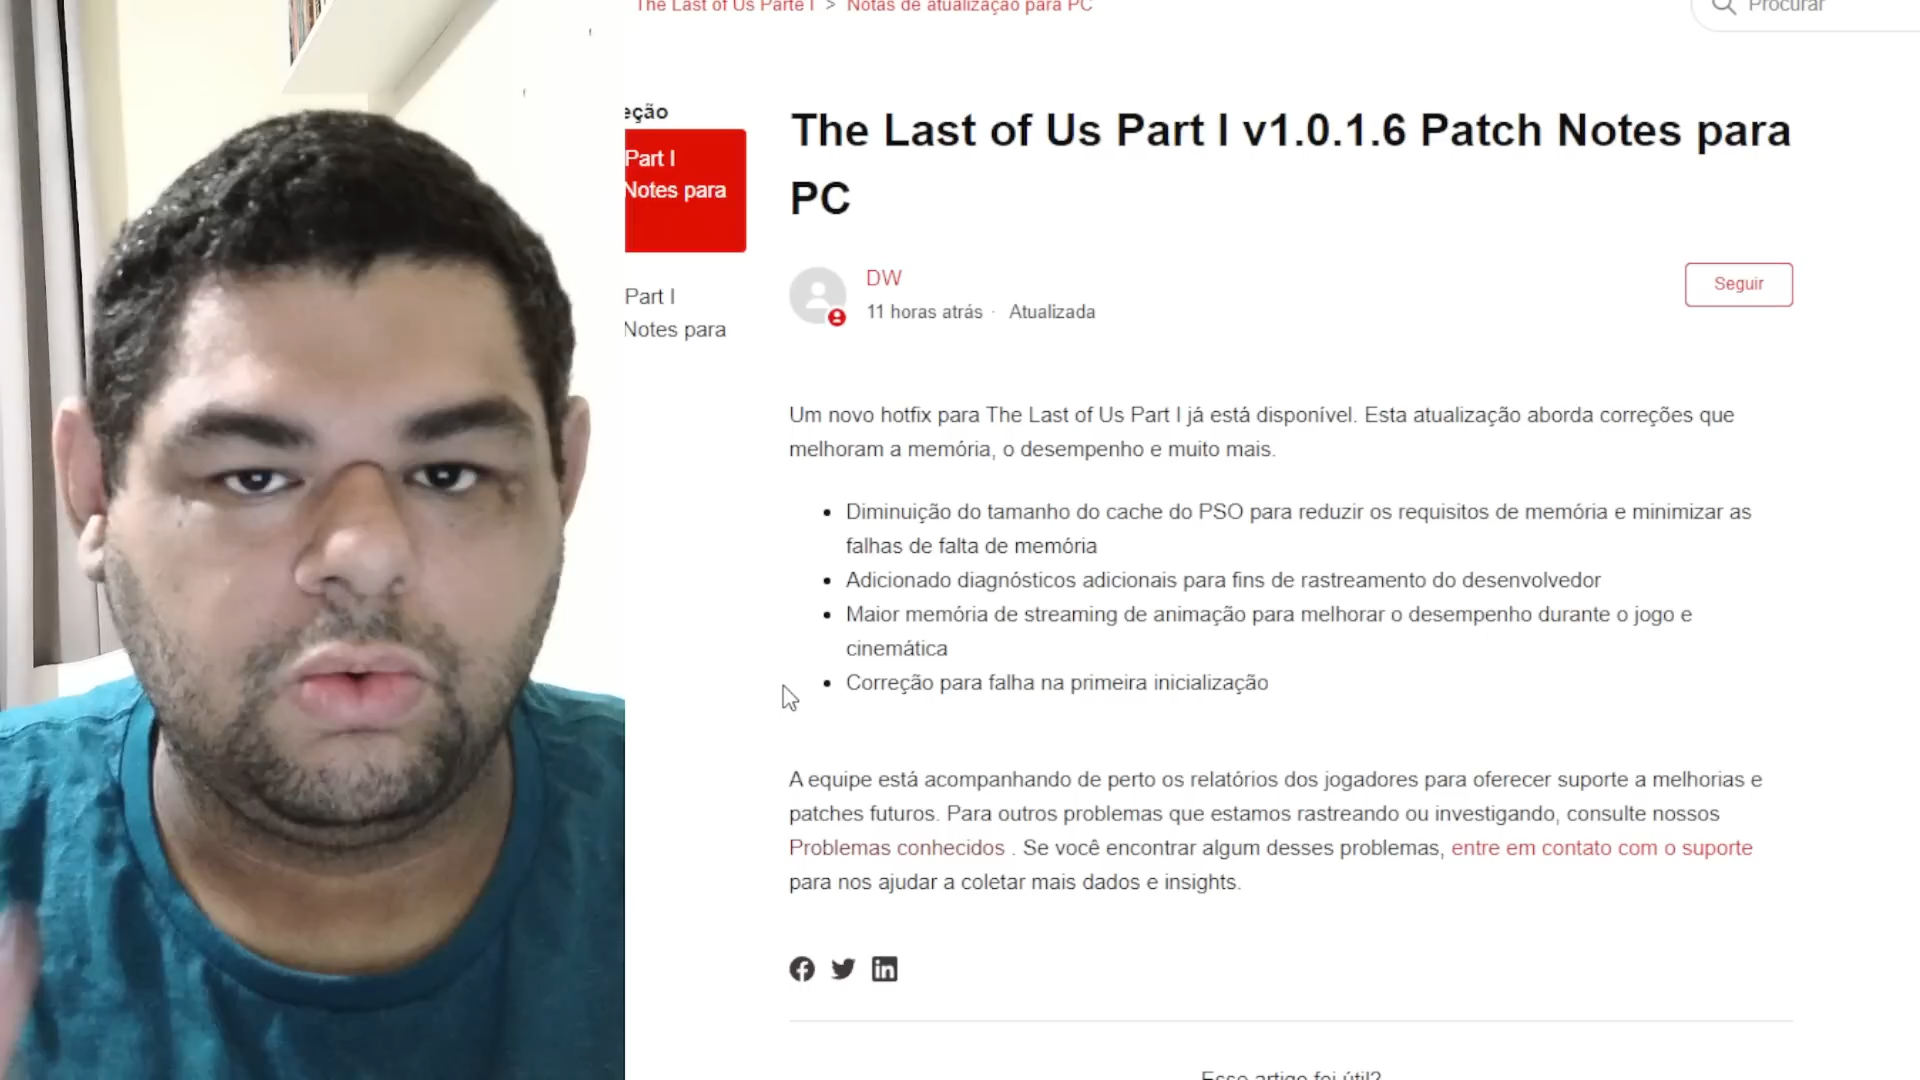 The Last of Us Parte I > Notas de atualização para PC
Procurar
eção
Part I
Notes para
Part I
Notes para
The Last of Us Part I v1.0.1.6 Patch Notes para
PC
DW
11 horas atrás · Atualizada
Seguir
Um novo hotfix para The Last of Us Part I já está disponível. Esta atualização aborda correções que
melhoram a memória, o desempenho e muito mais.
• Diminuição do tamanho do cache do PSO para reduzir os requisitos de memória e minimizar as
falhas de falta de memória
• Adicionado diagnósticos adicionais para fins de rastreamento do desenvolvedor
• Maior memória de streaming de animação para melhorar o desempenho durante o jogo e
cinemática
• Correção para falha na primeira inicialização
A equipe está acompanhando de perto os relatórios dos jogadores para oferecer suporte a melhorias e
patches futuros. Para outros problemas que estamos rastreando ou investigando, consulte nossos
Problemas conhecidos . Se você encontrar algum desses problemas, entre em contato com o suporte
para nos ajudar a coletar mais dados e insights.
Esse artigo foi útil?